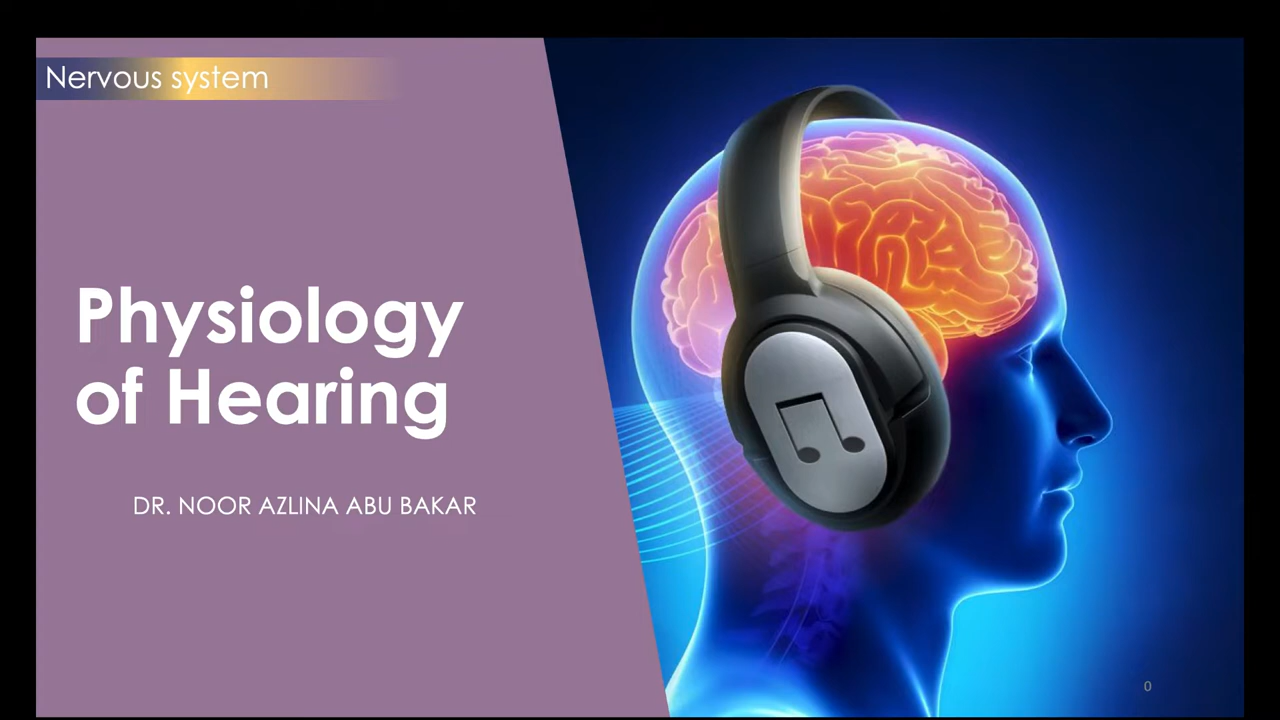 Nervous system
Physiology
of Hearing
DR. NOOR AZLINA ABU BAKAR
0